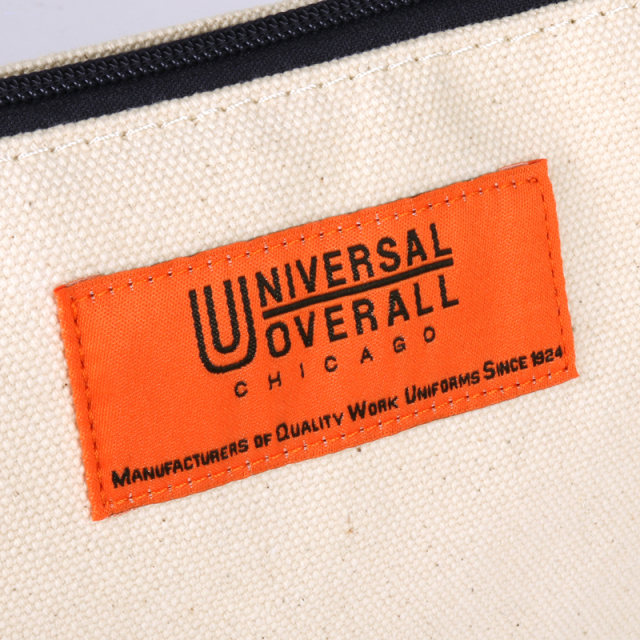 UNIVERSAL
OVERALL
CHICAGO
MANUFACTURERS OF QUALITY WORK UNIFORMS SINCE 1924